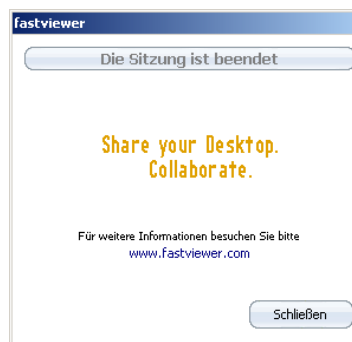 fastviewer
Die Sitzung ist beendet
Share your Desktop.
Collaborate.
Für weitere Informationen besuchen Sie bitte
www.fastviewer.com
Schließen